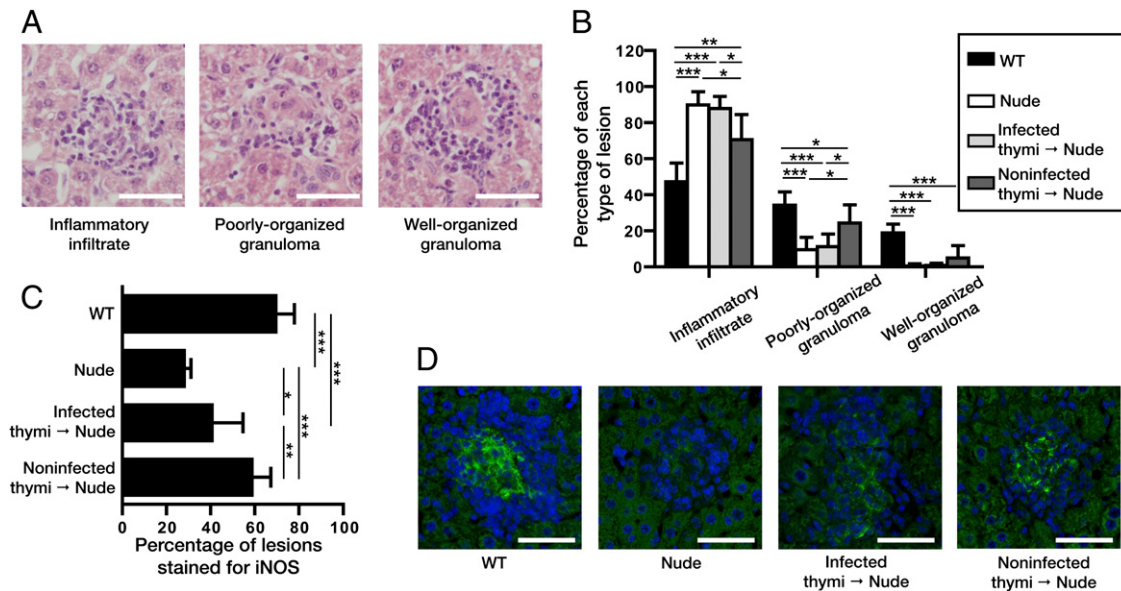 A
Inflammatory
infiltrate
Poorly-organized
granuloma
Well-organized
granuloma
B
Percentage of each
type of lesion
120
100
80
60
40
20
0
**
*** *
*** *
*
*** *
*** *
***
***
***
Inflammatory
infiltrate
Poorly-organized
granuloma
Well-organized
granuloma
WT
Nude
Infected
thymi → Nude
Noninfected
thymi → Nude
C
WT
Nude
Infected
thymi → Nude
Noninfected
thymi → Nude
***
***
*
***
**
0 20 40 60 80 100
Percentage of lesions
stained for iNOS
D
WT
Nude
Infected
thymi → Nude
Noninfected
thymi → Nude